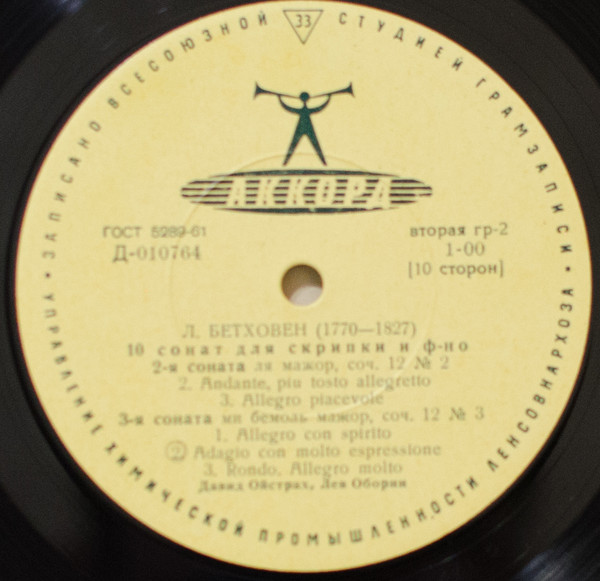 ЗАПИСАНО ВСЕСОЮЗНОЙ СТУДИЕЙ ГРАМЗАПИСИ
33
АККОРД
ГОСТ 5289-61
Д-010764
вторая гр-2
1-00
[10 сторон]
Л. БЕТХОВЕН (1770—1827)
10 сонат для скрипки и ф-но
2-я соната ля мажор, соч. 12 № 2
2. Andante, piu tosto allegretto
3. Allegro piacevole
3-я соната ми бемоль мажор, соч. 12 № 3
1. Allegro con spirito
2 Adagio con molto espressione
3. Rondo. Allegro molto
Давид Ойстрах, Лев Оборин
• УПРАВЛЕНИЕ ХИМИЧЕСКОЙ ПРОМЫШЛЕННОСТИ ЛЕНСОВНАРХОЗА •